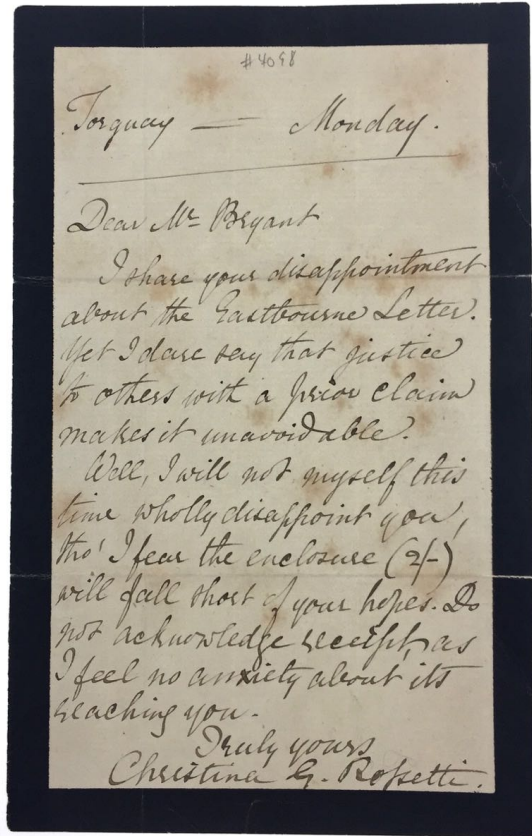 #4098
Torquay — Monday.
Dear Mr. Bryant
I share your disappointment
about the Eastbourne Letter.
Yet I dare say that justice
to others with a prior claim
makes it unavoidable.
Well, I will not myself this
time wholly disappoint you,
tho' I fear the enclosure (2/-)
will fall short of your hopes. Do
not acknowledge receipt, as
I feel no anxiety about its
reaching you.
Truly yours
Christina G. Rossetti.